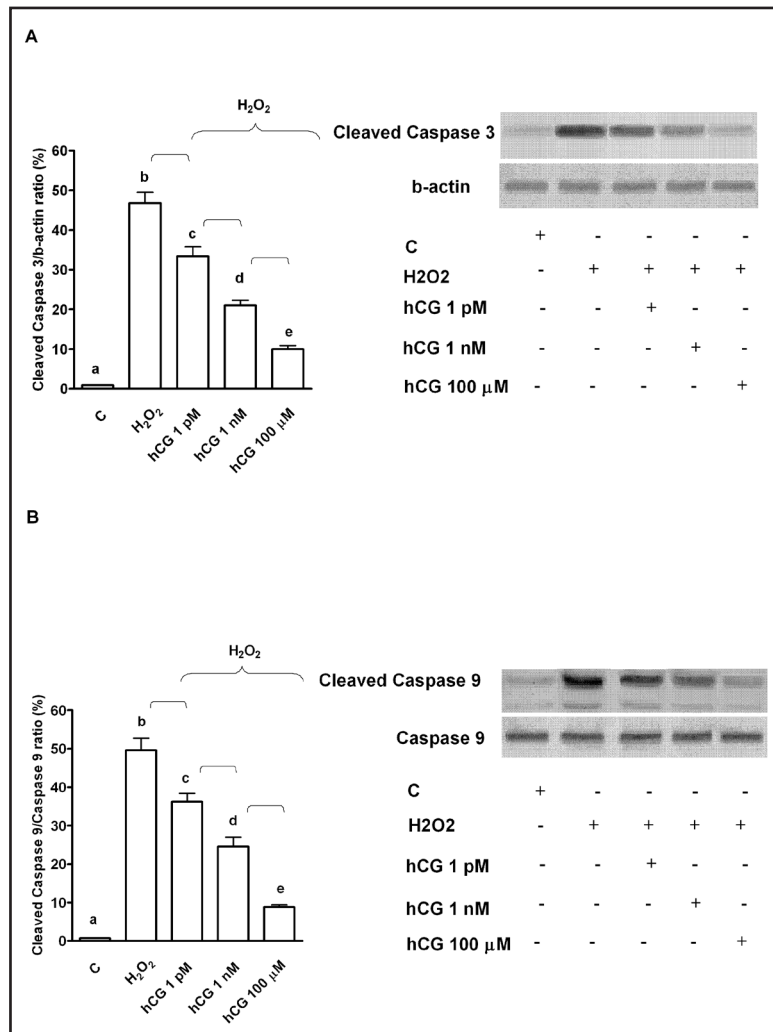 A
H₂O₂
Cleaved Caspase 3/b-actin ratio (%)
60
50
40
30
20
10
0
a
b
c
d
e
C
H₂O₂
hCG 1 pM
hCG 1 nM
hCG 100 μM
Cleaved Caspase 3
b-actin
C + - - - -
H2O2 - + + + +
hCG 1 pM - - + - -
hCG 1 nM - - - + -
hCG 100 μM - - - - +
B
H₂O₂
Cleaved Caspase 9/Caspase 9 ratio (%)
60
50
40
30
20
10
0
a
b
c
d
e
C
H₂O₂
hCG 1 pM
hCG 1 nM
hCG 100 μM
Cleaved Caspase 9
Caspase 9
C + - - - -
H2O2 - + + + +
hCG 1 pM - - + - -
hCG 1 nM - - - + -
hCG 100 μM - - - - +